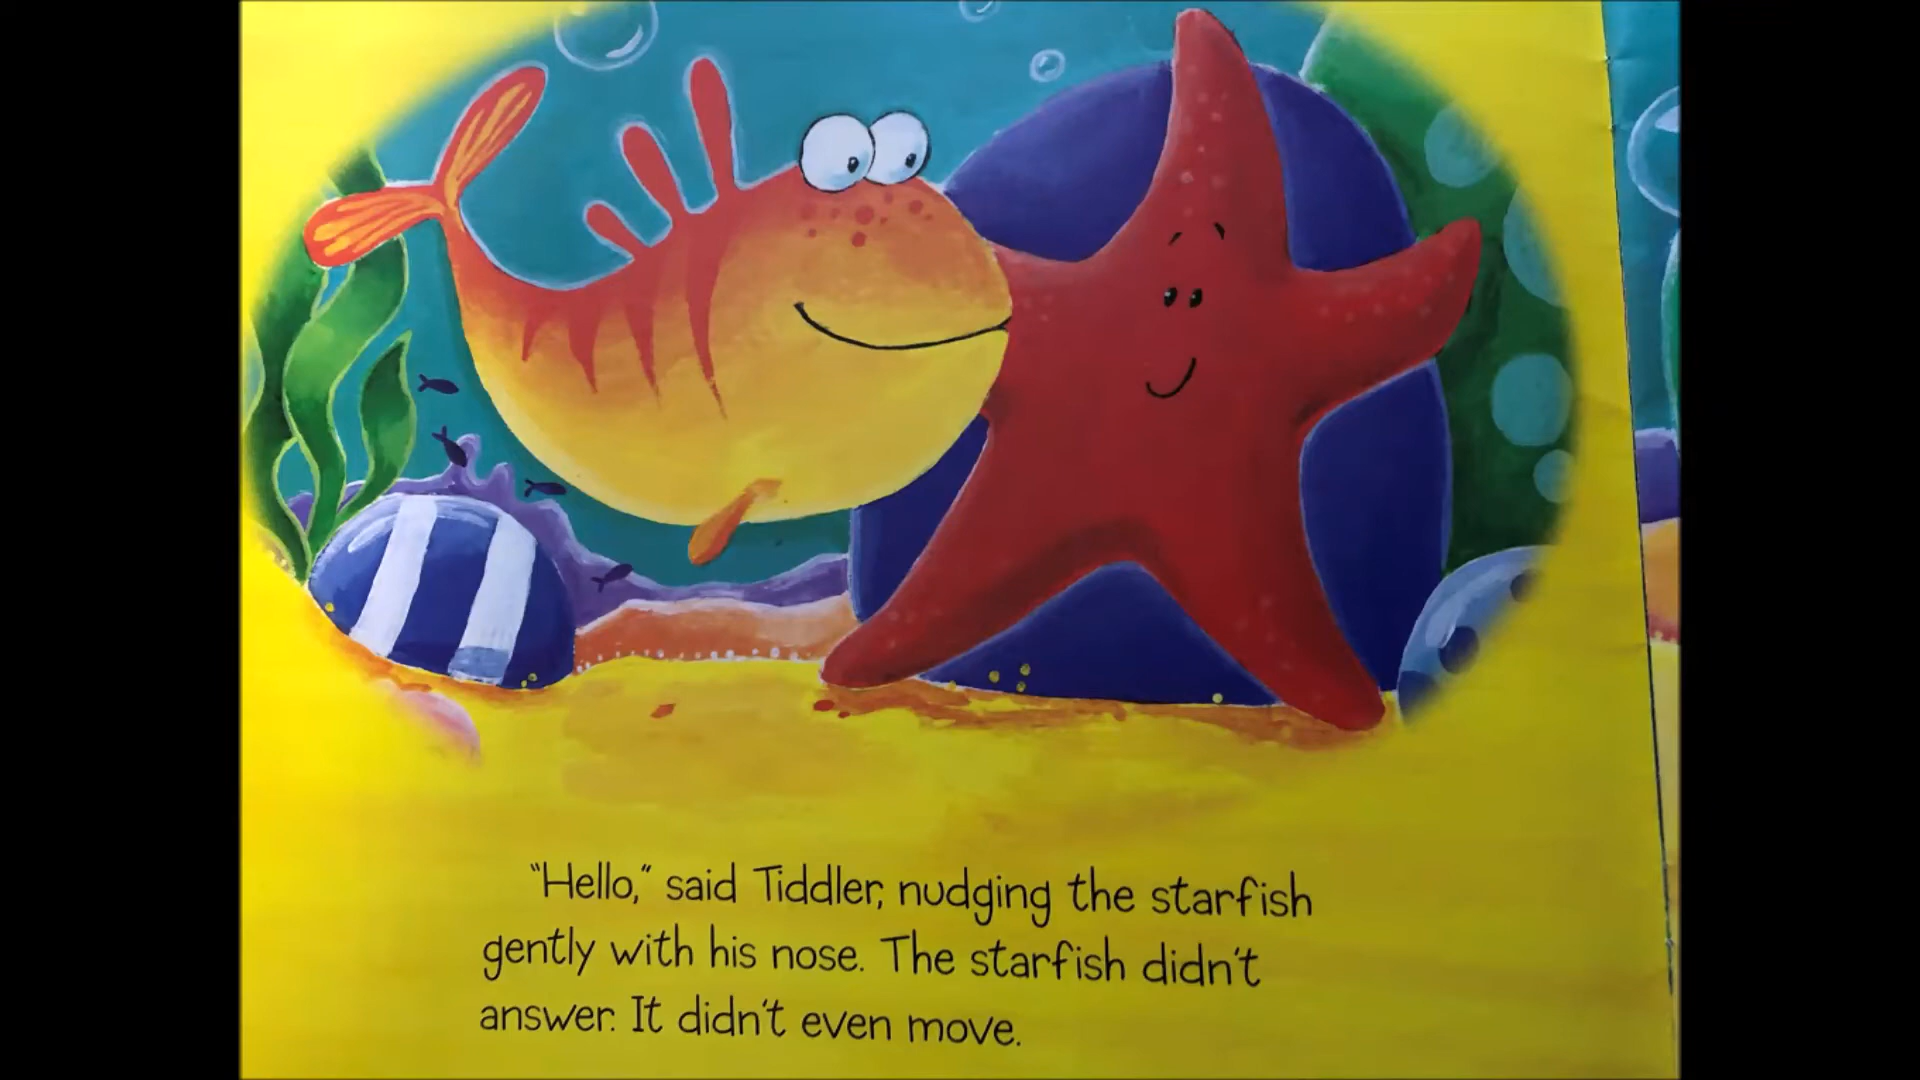 “Hello,” said Tiddler, nudging the starfish
gently with his nose. The starfish didn’t
answer. It didn’t even move.